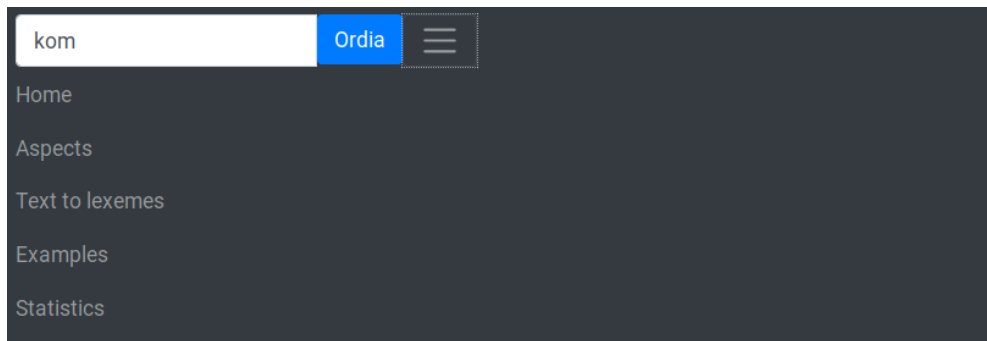 kom Ordia
Home
Aspects
Text to lexemes
Examples
Statistics